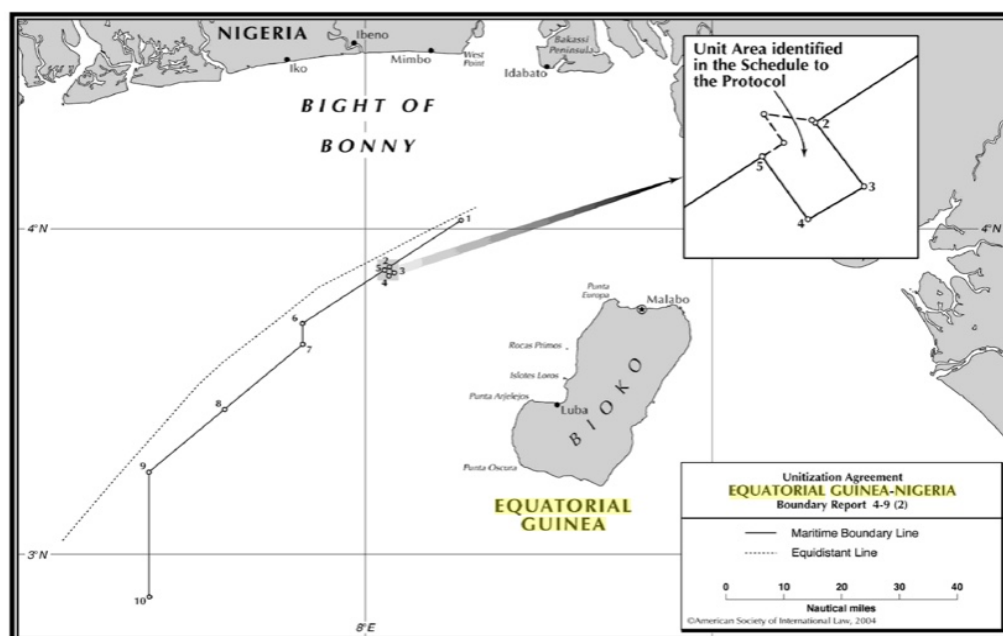 NIGERIA
Ibeno
Iko
Mimbo
West
Point
Bakassi
Peninsula
Idabato
BIGHT OF
BONNY
Unit Area identified
in the Schedule to
the Protocol
2
5
3
4
4°N
4°N
1
2
5
3
4
6
7
8
9
10
Punta
Europa
Malabo
Rocas Primos
Islotes Loros
Punta Arjelejos
Luba
BIOKO
Punta Oscura
EQUATORIAL
GUINEA
3°N
8°E
Unitization Agreement
EQUATORIAL GUINEA-NIGERIA
Boundary Report 4-9 (2)
Maritime Boundary Line
Equidistant Line
0 10 20 30 40
Nautical miles
©American Society of International Law, 2004